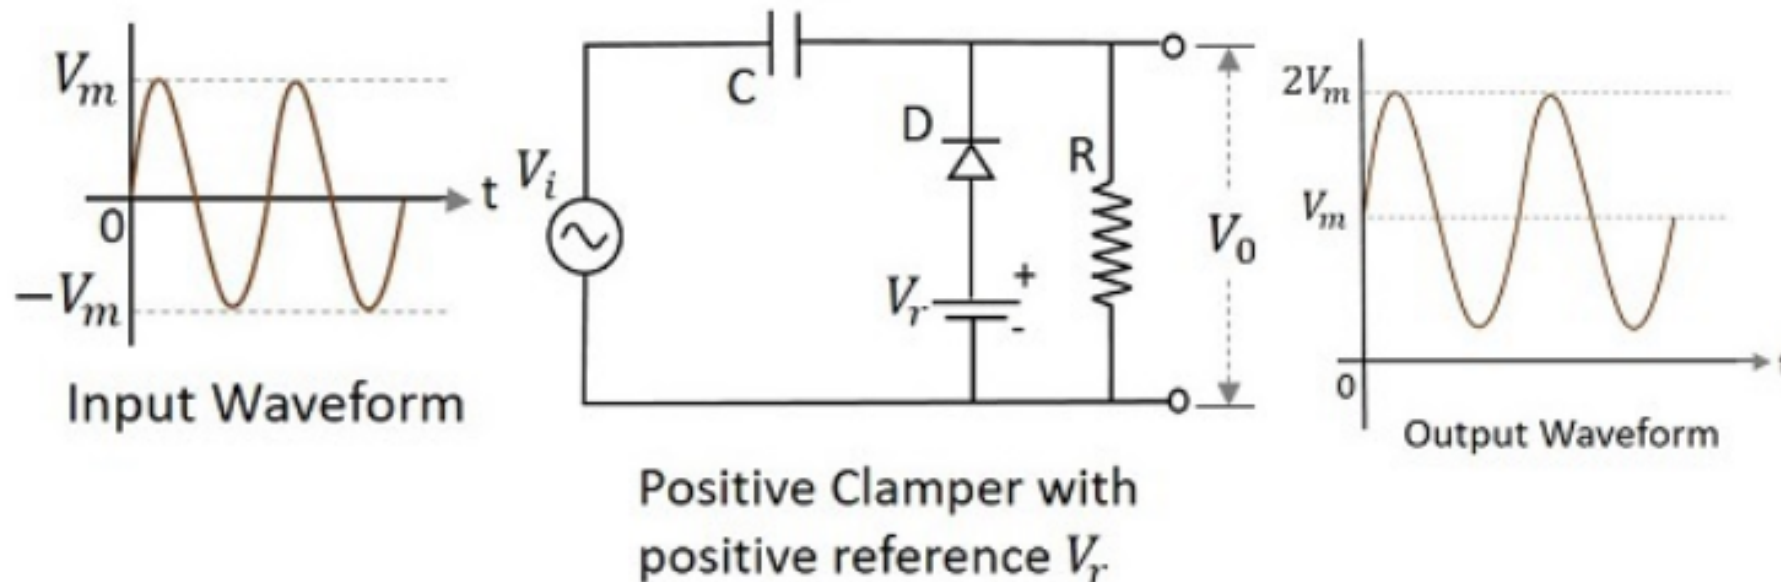 V_m
0
t
−V_m
Input Waveform
V_i
C
D
R
V_r
+
-
V_0
Positive Clamper with
positive reference V_r
2V_m
V_m
0
Output Waveform